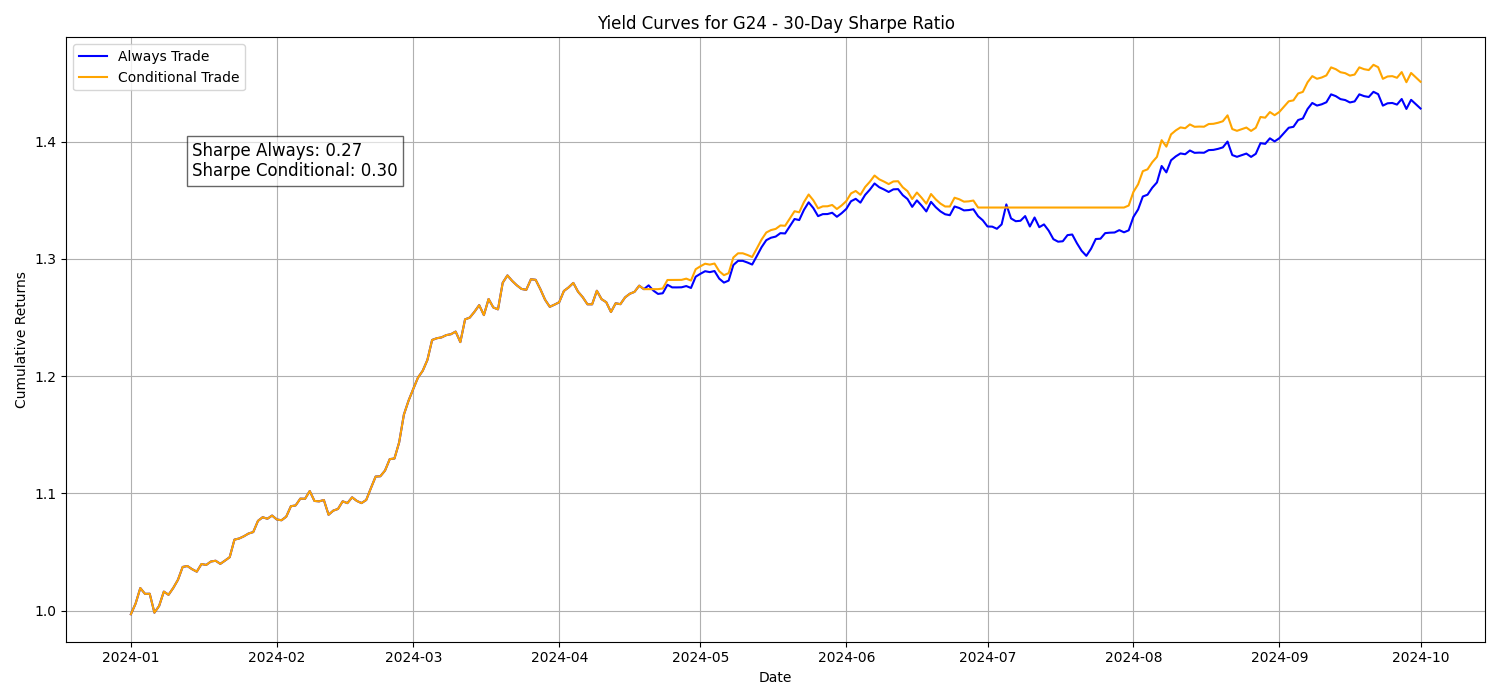 Yield Curves for G24 - 30-Day Sharpe Ratio
Always Trade
Conditional Trade
Sharpe Always: 0.27
Sharpe Conditional: 0.30
Cumulative Returns
1.4
1.3
1.2
1.1
1.0
2024-01 2024-02 2024-03 2024-04 2024-05 2024-06 2024-07 2024-08 2024-09 2024-10
Date